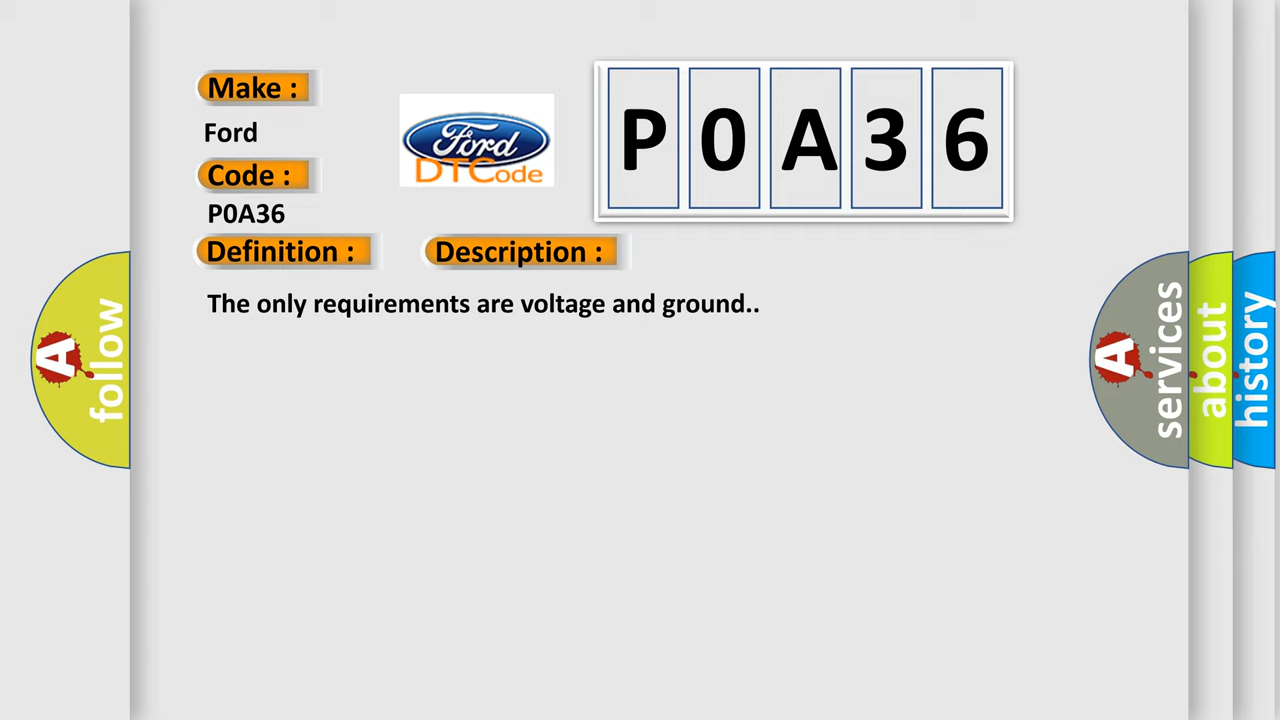 Make :
Ford
Code :
P0A36
Definition :
Description :
The only requirements are voltage and ground..
Ford
DTCode
P 0 A 3 6
A follow
A services
about
history